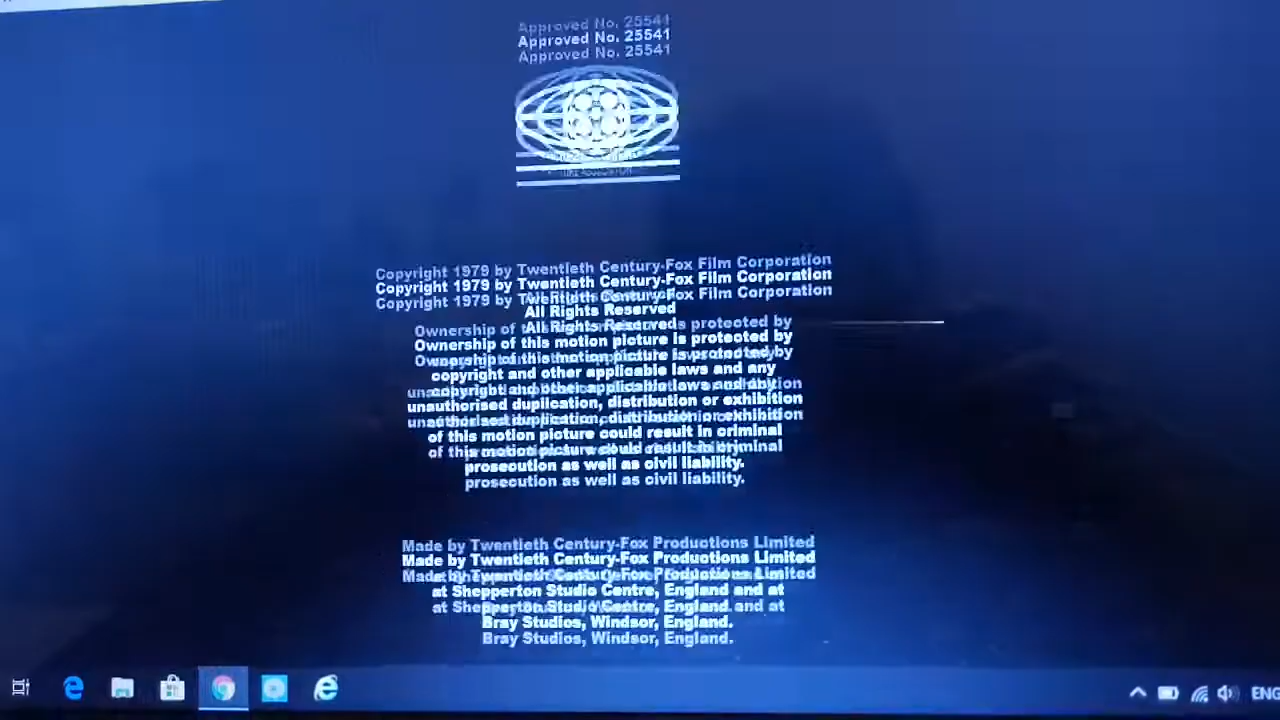 Approved No. 25541
Copyright 1979 by Twentieth Century-Fox Film Corporation
All Rights Reserved
Ownership of this motion picture is protected by
copyright and other applicable laws and any
unauthorised duplication, distribution or exhibition
of this motion picture could result in criminal
prosecution as well as civil liability.
Made by Twentieth Century-Fox Productions Limited
at Shepperton Studio Centre, England and at
Bray Studios, Windsor, England.
ENG